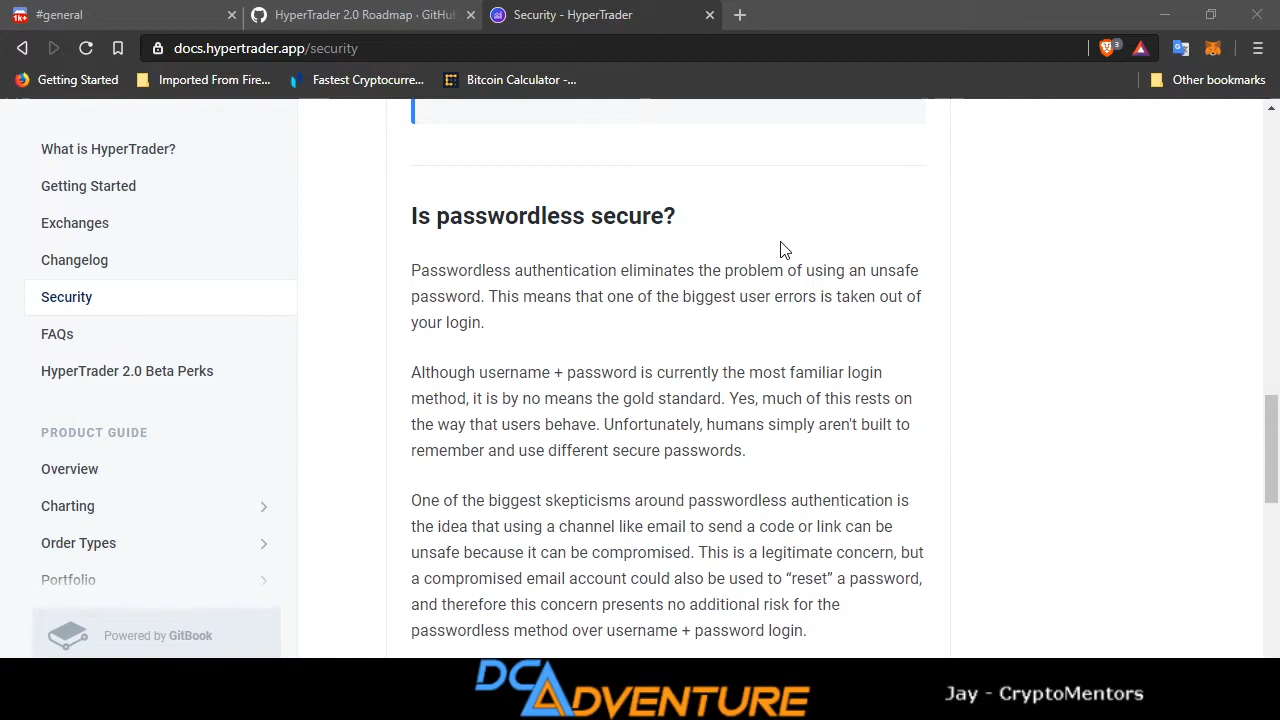 #general
HyperTrader 2.0 Roadmap · GitHub
Security - HyperTrader
1k+
docs.hypertrader.app/security
3
Getting Started
Imported From Fire...
Fastest Cryptocurre...
Bitcoin Calculator -...
Other bookmarks
What is HyperTrader?
Getting Started
Exchanges
Changelog
Security
FAQs
HyperTrader 2.0 Beta Perks
PRODUCT GUIDE
Overview
Charting
Order Types
Portfolio
Powered by GitBook
Is passwordless secure?
Passwordless authentication eliminates the problem of using an unsafe
password. This means that one of the biggest user errors is taken out of
your login.
Although username + password is currently the most familiar login
method, it is by no means the gold standard. Yes, much of this rests on
the way that users behave. Unfortunately, humans simply aren't built to
remember and use different secure passwords.
One of the biggest skepticisms around passwordless authentication is
the idea that using a channel like email to send a code or link can be
unsafe because it can be compromised. This is a legitimate concern, but
a compromised email account could also be used to “reset” a password,
and therefore this concern presents no additional risk for the
passwordless method over username + password login.
DCADVENTURE
Jay - CryptoMentors